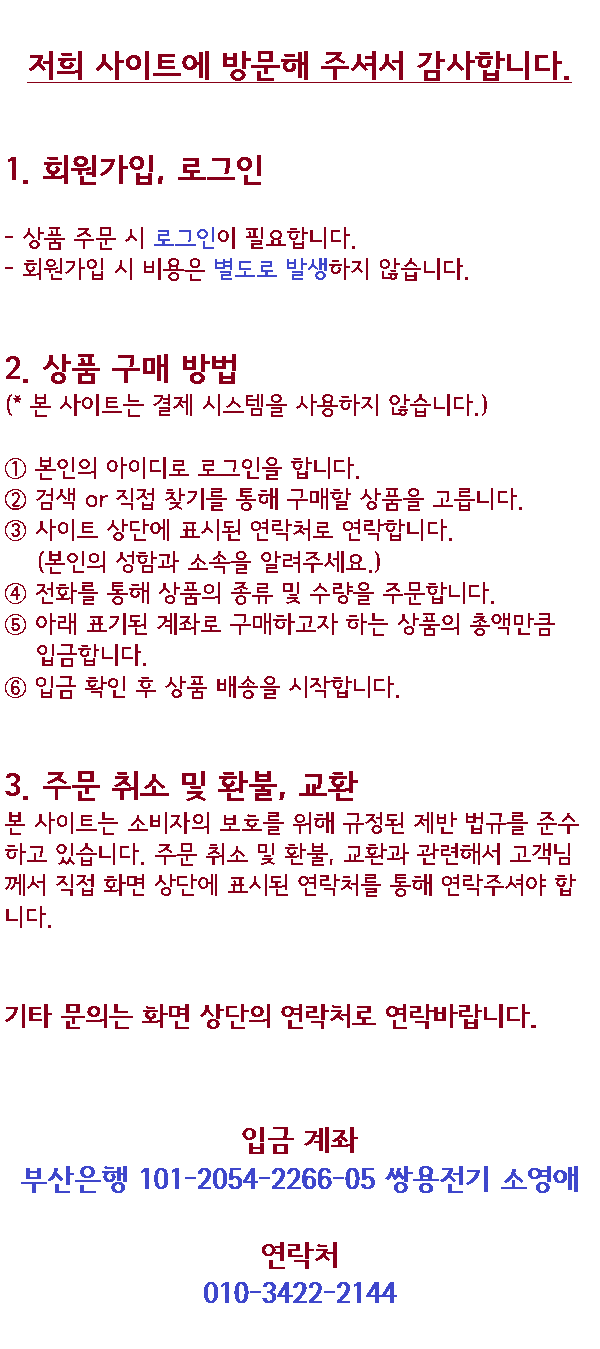 저희 사이트에 방문해 주셔서 감사합니다.
1. 회원가입, 로그인
- 상품 주문 시 로그인이 필요합니다.
- 회원가입 시 비용은 별도로 발생하지 않습니다.
2. 상품 구매 방법
(* 본 사이트는 결제 시스템을 사용하지 않습니다.)
① 본인의 아이디로 로그인을 합니다.
② 검색 or 직접 찾기를 통해 구매할 상품을 고릅니다.
③ 사이트 상단에 표시된 연락처로 연락합니다.
(본인의 성함과 소속을 알려주세요.)
④ 전화를 통해 상품의 종류 및 수량을 주문합니다.
⑤ 아래 표기된 계좌로 구매하고자 하는 상품의 총액만큼
입금합니다.
⑥ 입금 확인 후 상품 배송을 시작합니다.
3. 주문 취소 및 환불, 교환
본 사이트는 소비자의 보호를 위해 규정된 제반 법규를 준수
하고 있습니다. 주문 취소 및 환불, 교환과 관련해서 고객님
께서 직접 화면 상단에 표시된 연락처를 통해 연락주셔야 합
니다.
기타 문의는 화면 상단의 연락처로 연락바랍니다.
입금 계좌
부산은행 101-2054-2266-05 쌍용전기 소영애
연락처
010-3422-2144